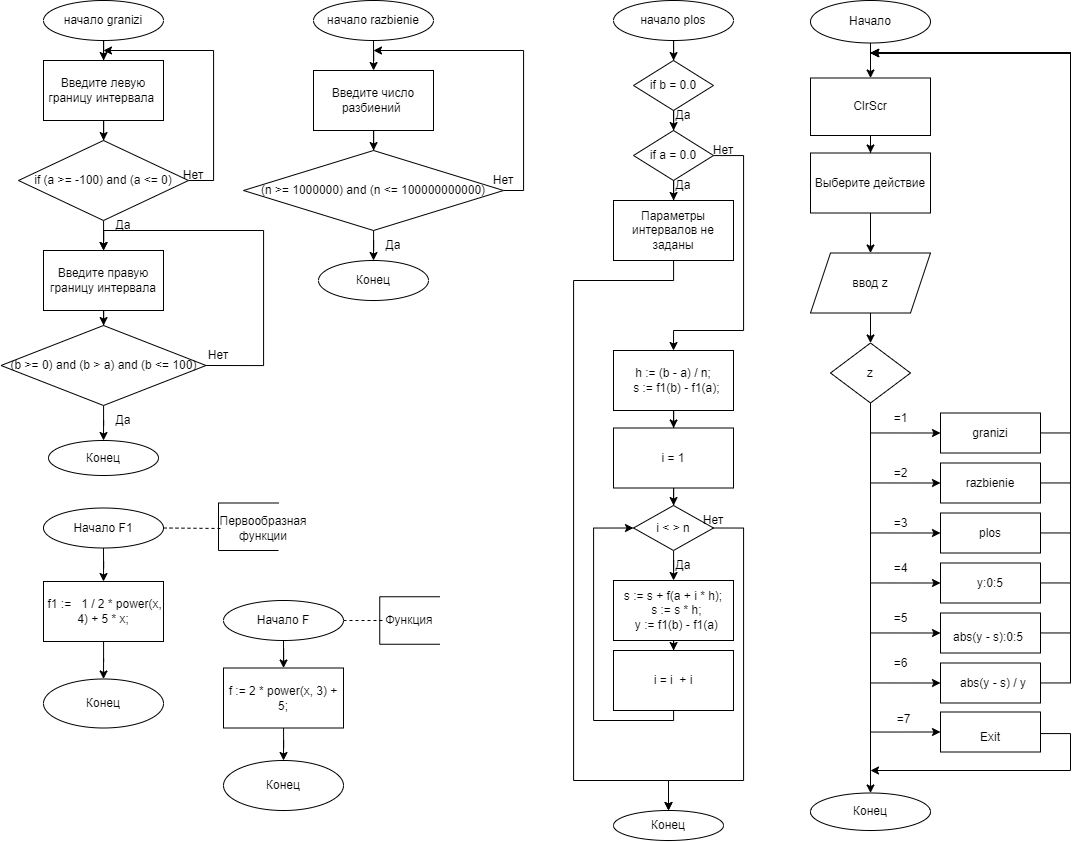 начало granizi
Введите левую
границу интервала
if (a >= -100) and (a <= 0)
Нет
Да
Введите правую
границу интервала
(b >= 0) and (b > a) and (b <= 100)
Нет
Да
Конец
начало razbienie
Введите число
разбиений
(n >= 1000000) and (n <= 100000000000)
Нет
Да
Конец
Начало F1
Первообразная
функции
f1 := 1 / 2 * power(x,
4) + 5 * x;
Конец
Начало F
Функция
f := 2 * power(x, 3) +
5;
Конец
начало plos
if b = 0.0
Да
if a = 0.0
Нет
Да
Параметры
интервалов не
заданы
h := (b - a) / n;
s := f1(b) - f1(a);
i = 1
i < > n
Нет
Да
s := s + f(a + i * h);
s := s * h;
y := f1(b) - f1(a)
i = i + i
Конец
Начало
ClrScr
Выберите действие
ввод z
z
=1
granizi
=2
razbienie
=3
plos
=4
y:0:5
=5
abs(y - s):0:5
=6
abs(y - s) / y
=7
Exit
Конец